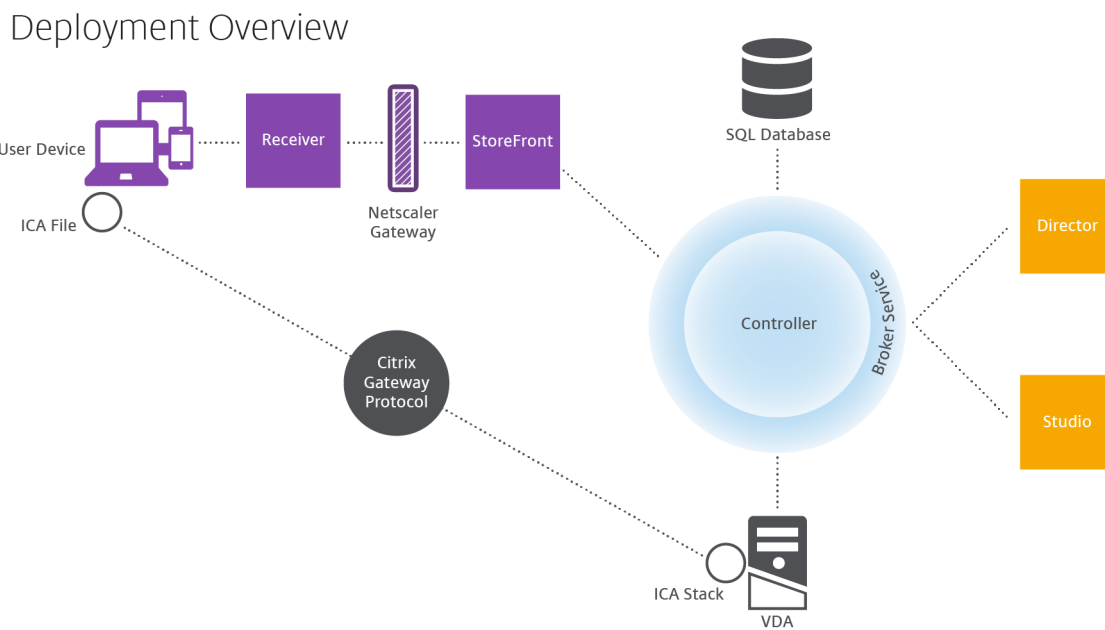 Deployment Overview
SQL Database
User Device
Receiver
StoreFront
Netscaler
Gateway
ICA File
Director
Controller
Broker Service
Citrix
Gateway
Protocol
Studio
ICA Stack
VDA